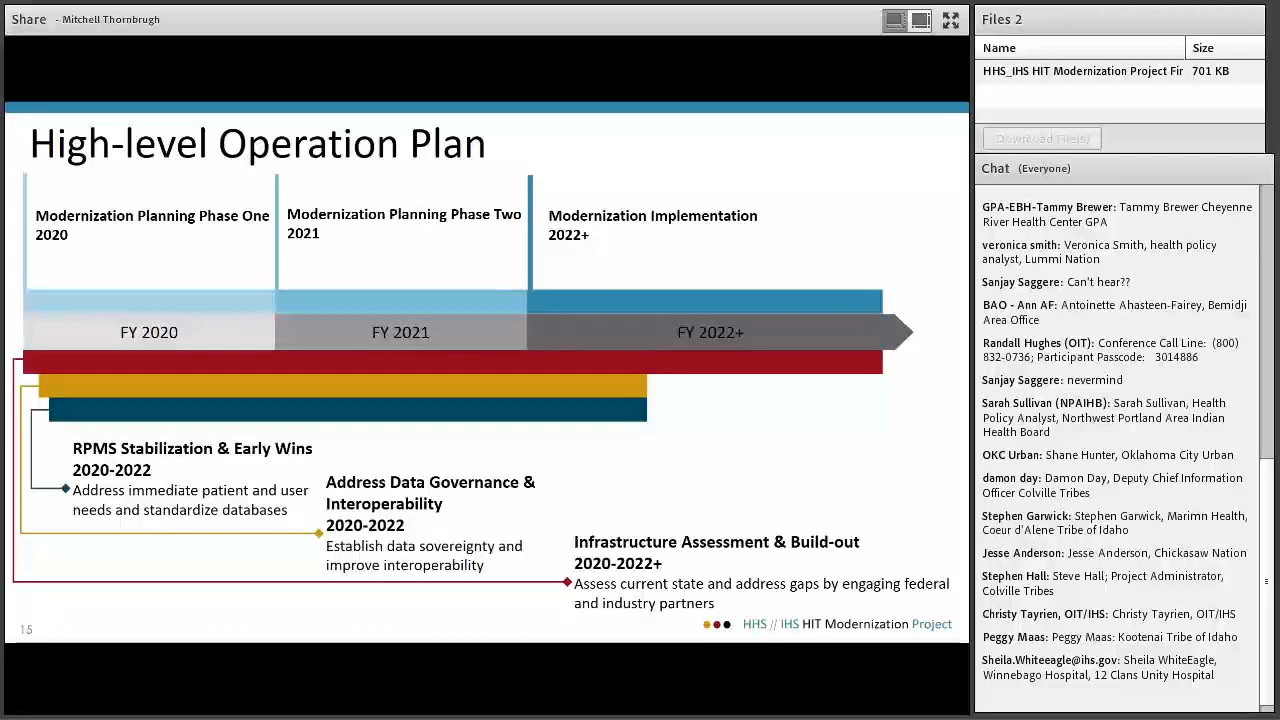 Share - Mitchell Thornbrugh
High-level Operation Plan
Modernization Planning Phase One
2020
Modernization Planning Phase Two
2021
Modernization Implementation
2022+
FY 2020
FY 2021
FY 2022+
RPMS Stabilization & Early Wins
2020-2022
Address immediate patient and user
needs and standardize databases
Address Data Governance &
Interoperability
2020-2022
Establish data sovereignty and
improve interoperability
Infrastructure Assessment & Build-out
2020-2022+
Assess current state and address gaps by engaging federal
and industry partners
15
HHS // IHS HIT Modernization Project
Files 2
Name Size
HHS_IHS HIT Modernization Project Fir 701 KB
Download File(s)
Chat (Everyone)
GPA-EBH-Tammy Brewer: Tammy Brewer Cheyenne
River Health Center GPA
veronica smith: Veronica Smith, health policy
analyst, Lummi Nation
Sanjay Saggere: Can't hear??
BAO - Ann AF: Antoinette Ahasteen-Fairey, Bemidji
Area Office
Randall Hughes (OIT): Conference Call Line: (800)
832-0736; Participant Passcode: 3014886
Sanjay Saggere: nevermind
Sarah Sullivan (NPAIHB): Sarah Sullivan, Health
Policy Analyst, Northwest Portland Area Indian
Health Board
OKC Urban: Shane Hunter, Oklahoma City Urban
damon day: Damon Day, Deputy Chief Information
Officer Colville Tribes
Stephen Garwick: Stephen Garwick, Marimn Health,
Coeur d'Alene Tribe of Idaho
Jesse Anderson: Jesse Anderson, Chickasaw Nation
Stephen Hall: Steve Hall; Project Administrator,
Colville Tribes
Christy Tayrien, OIT/IHS: Christy Tayrien, OIT/IHS
Peggy Maas: Peggy Maas: Kootenai Tribe of Idaho
Sheila.Whiteeagle@ihs.gov: Sheila WhiteEagle,
Winnebago Hospital, 12 Clans Unity Hospital